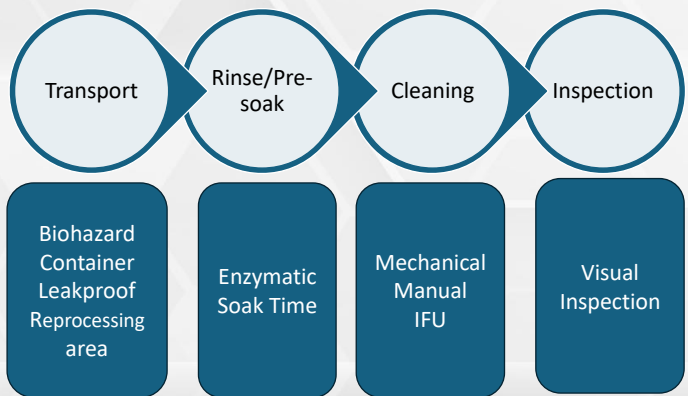 Transport
Rinse/Pre-
soak
Cleaning
Inspection
Biohazard
Container
Leakproof
Reprocessing
area
Enzymatic
Soak Time
Mechanical
Manual
IFU
Visual
Inspection